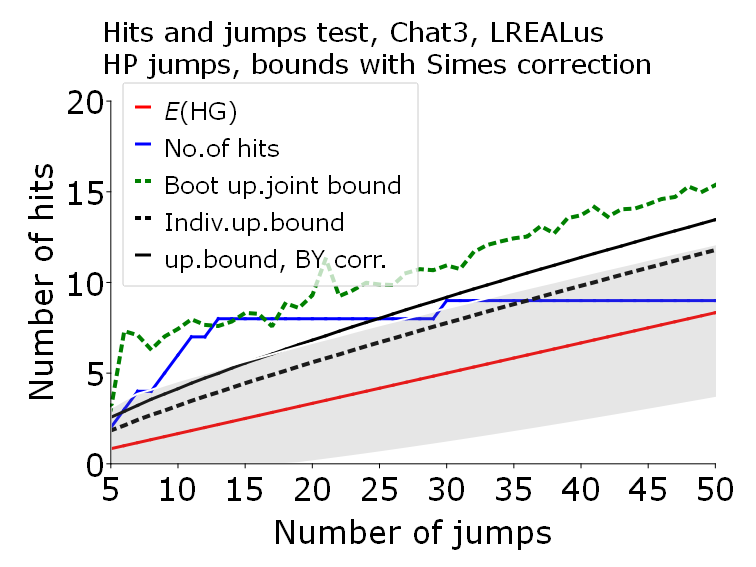 Hits and jumps test, Chat3, LREALus
HP jumps, bounds with Simes correction
E(HG)
No.of hits
Boot up.joint bound
Indiv.up.bound
up.bound, BY corr.
Number of hits
20
15
10
5
0
5 10 15 20 25 30 35 40 45 50
Number of jumps